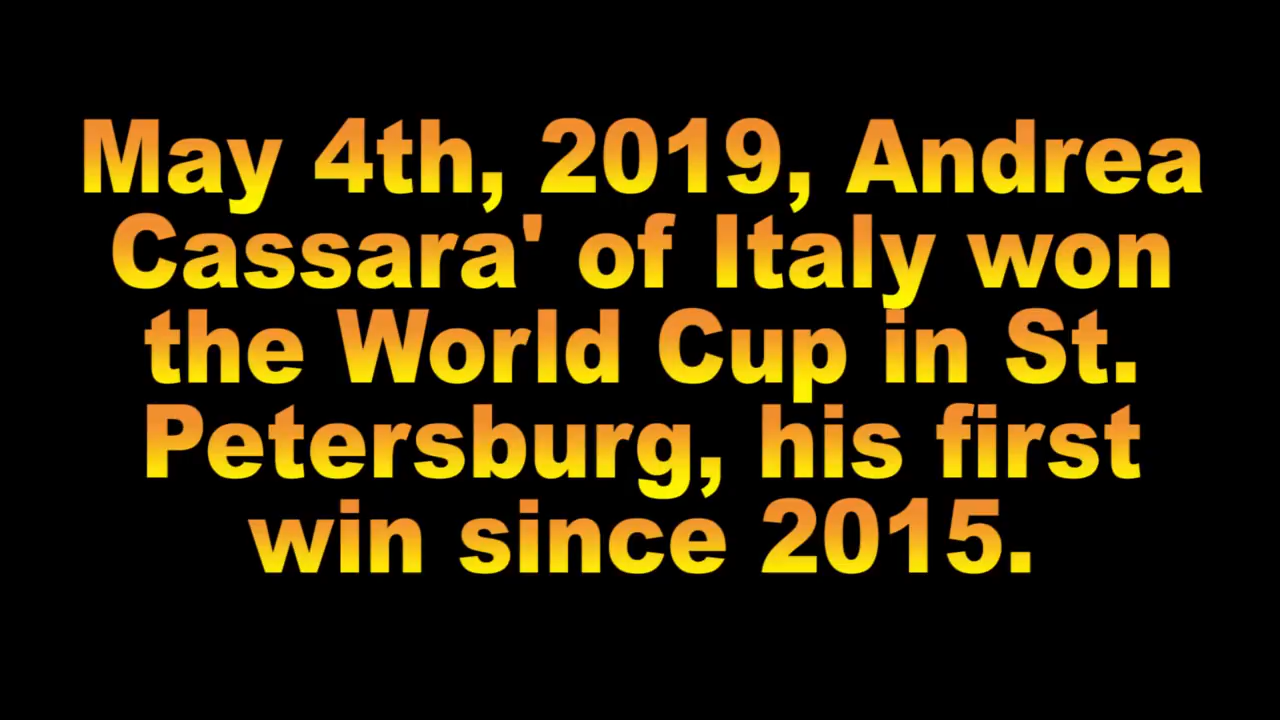 May 4th, 2019, Andrea
Cassara' of Italy won
the World Cup in St.
Petersburg, his first
win since 2015.